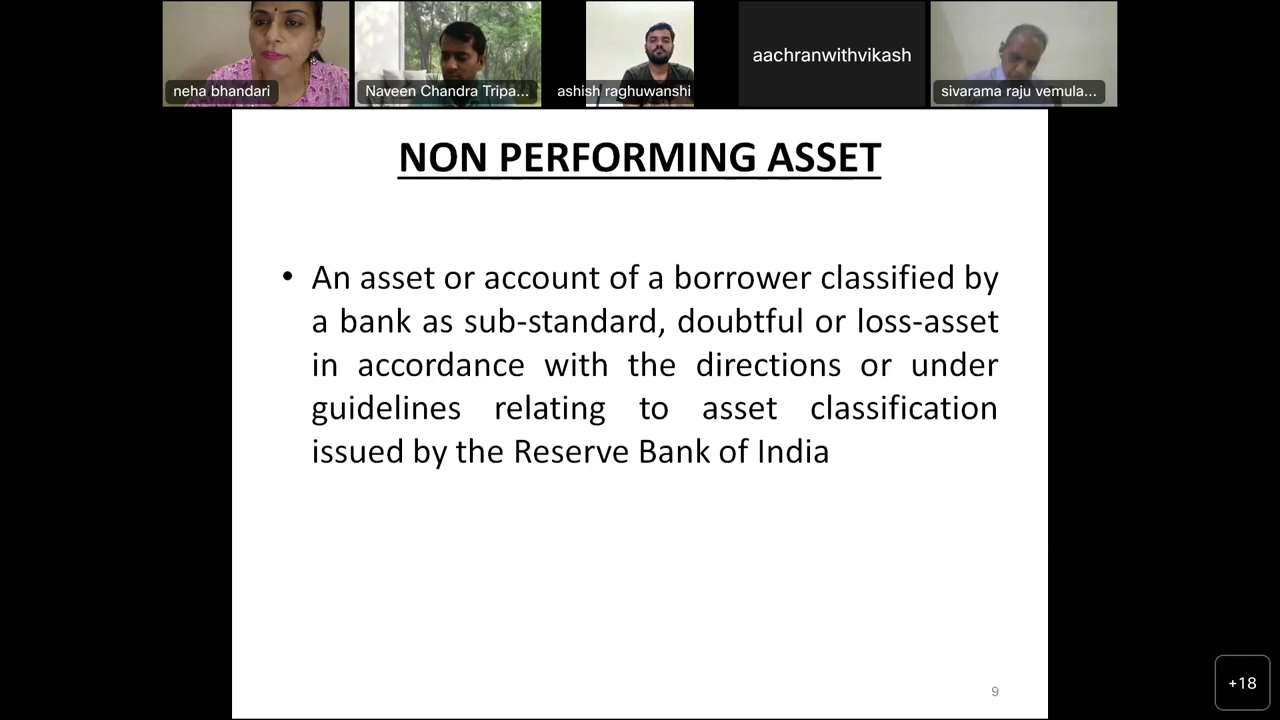 neha bhandari
Naveen Chandra Tripa...
ashish raghuwanshi
aachranwithvikash
sivarama raju vemula...
NON PERFORMING ASSET
• An asset or account of a borrower classified by
a bank as sub-standard, doubtful or loss-asset
in accordance with the directions or under
guidelines relating to asset classification
issued by the Reserve Bank of India
9
+18